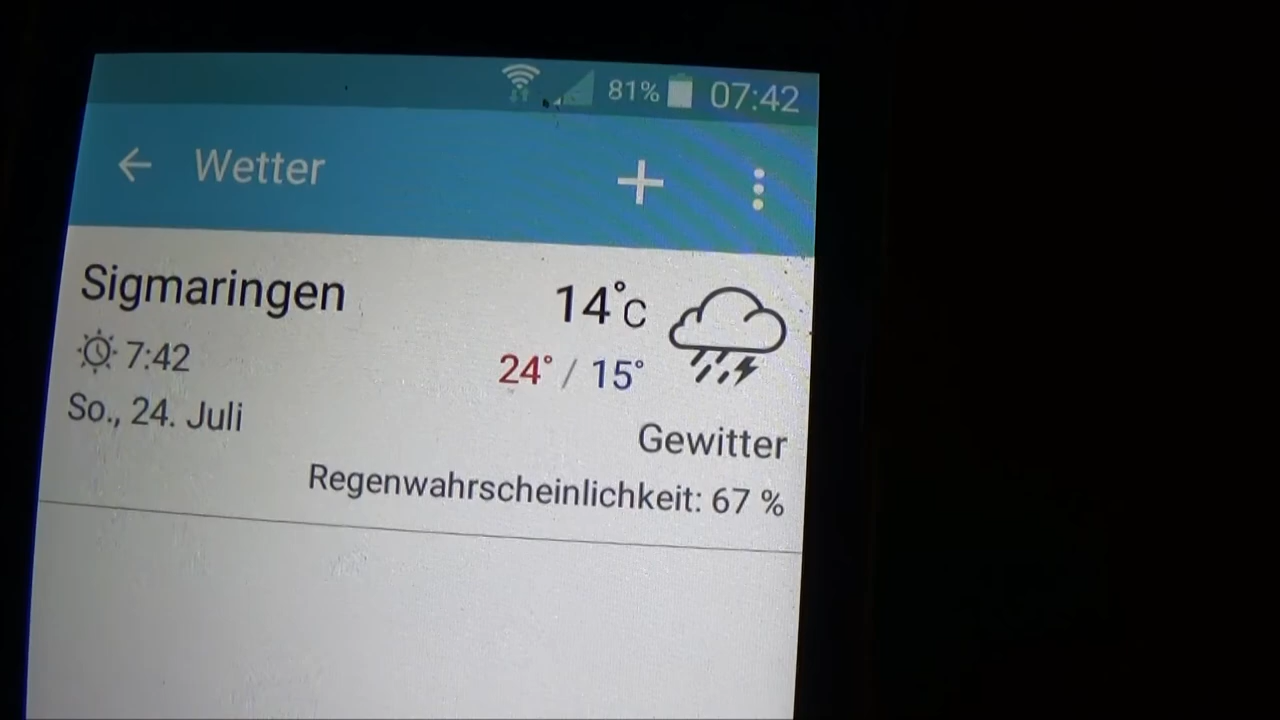 81% 07:42
Wetter
Sigmaringen 14°C
7:42 24° / 15°
So., 24. Juli
Gewitter
Regenwahrscheinlichkeit: 67 %